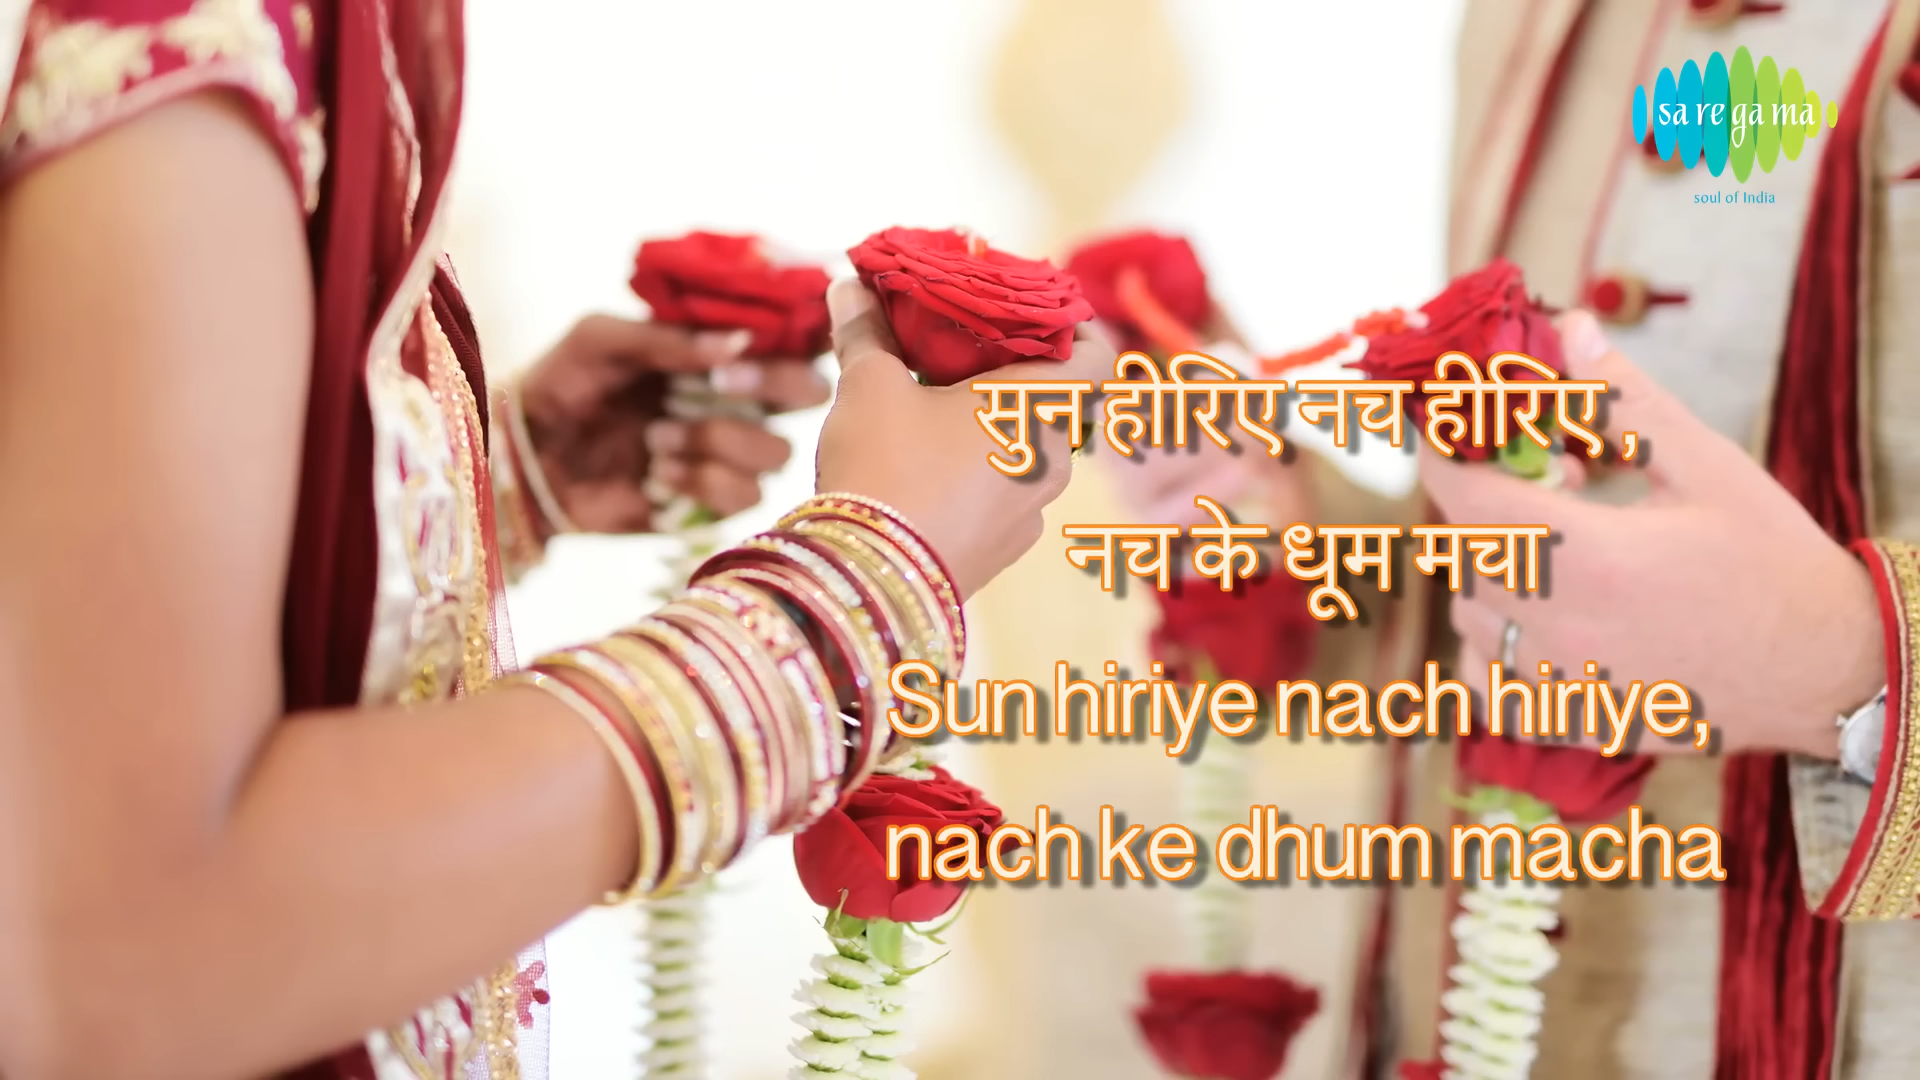 sa re ga ma
soul of India
सुन हीरिए नच हीरिए ,
नच के धूम मचा
Sun hiriye nach hiriye,
nach ke dhum macha